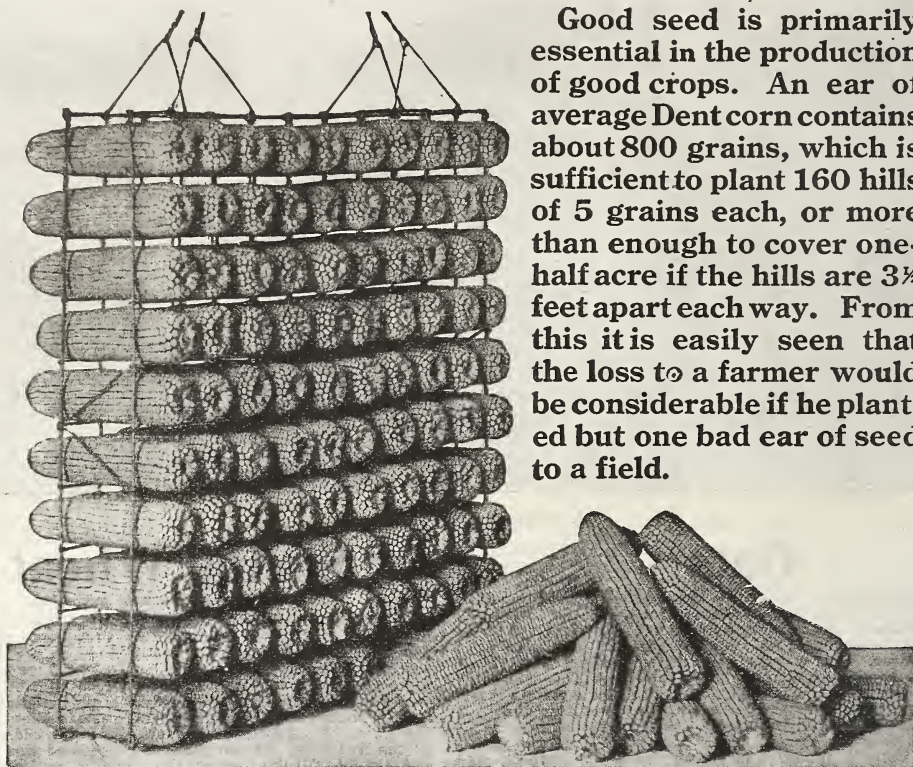 Good seed is primarily
essential in the production
of good crops. An ear of
average Dent corn contains
about 800 grains, which is
sufficient to plant 160 hills
of 5 grains each, or more
than enough to cover one-
half acre if the hills are 3½
feet apart each way. From
this it is easily seen that
the loss to a farmer would
be considerable if he plant-
ed but one bad ear of seed
to a field.